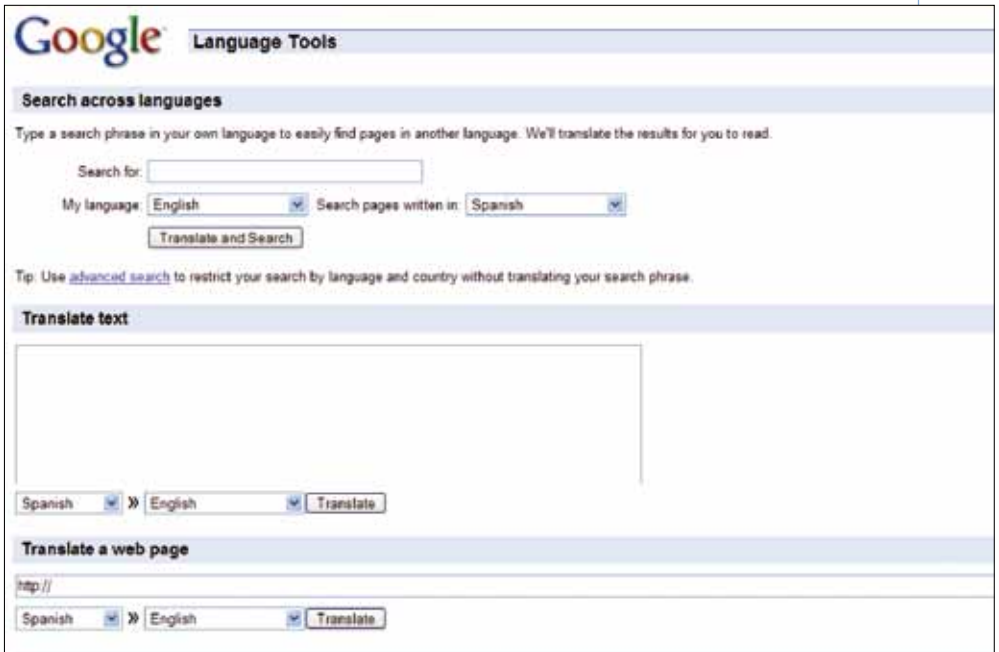 Google Language Tools
Search across languages
Type a search phrase in your own language to easily find pages in another language. We'll translate the results for you to read.
Search for:
My language: English Search pages written in: Spanish
Translate and Search
Tip: Use advanced search to restrict your search by language and country without translating your search phrase.
Translate text
Spanish » English Translate
Translate a web page
http://
Spanish » English Translate